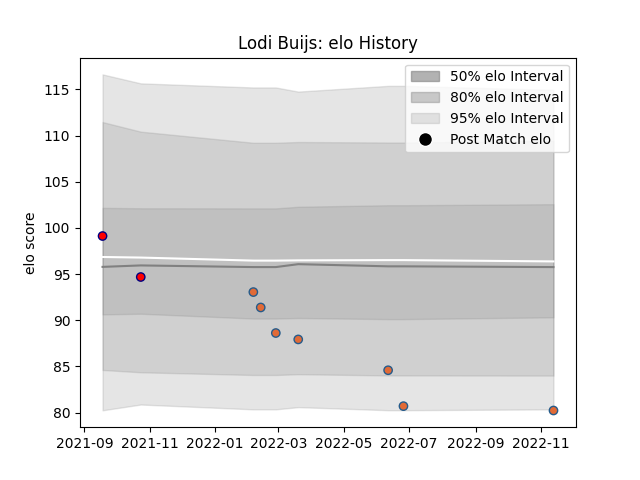 Lodi Buijs: elo History
50% elo Interval
80% elo Interval
95% elo Interval
Post Match elo
elo score
115
110
105
100
95
90
85
80
2021-09 2021-11 2022-01 2022-03 2022-05 2022-07 2022-09 2022-11